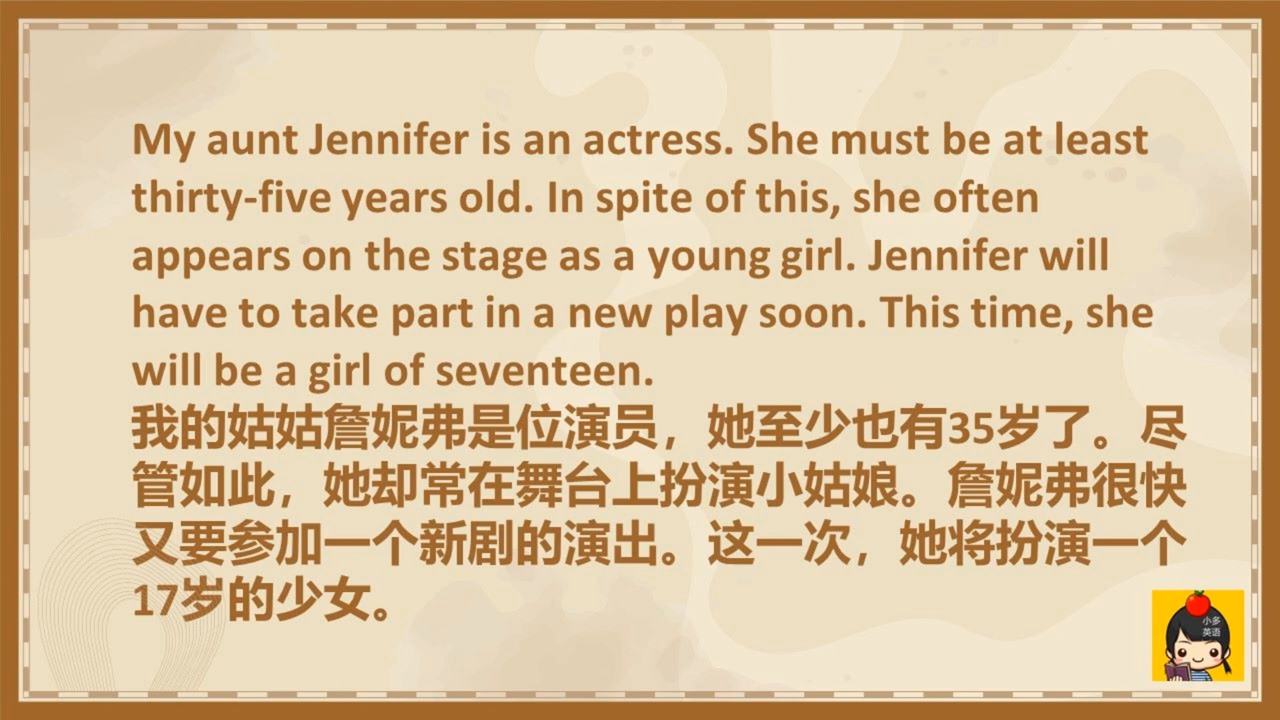 My aunt Jennifer is an actress. She must be at least
thirty-five years old. In spite of this, she often
appears on the stage as a young girl. Jennifer will
have to take part in a new play soon. This time, she
will be a girl of seventeen.
我的姑姑詹妮弗是位演员，她至少也有35岁了。尽
管如此，她却常在舞台上扮演小姑娘。詹妮弗很快
又要参加一个新剧的演出。这一次，她将扮演一个
17岁的少女。
小多
英语